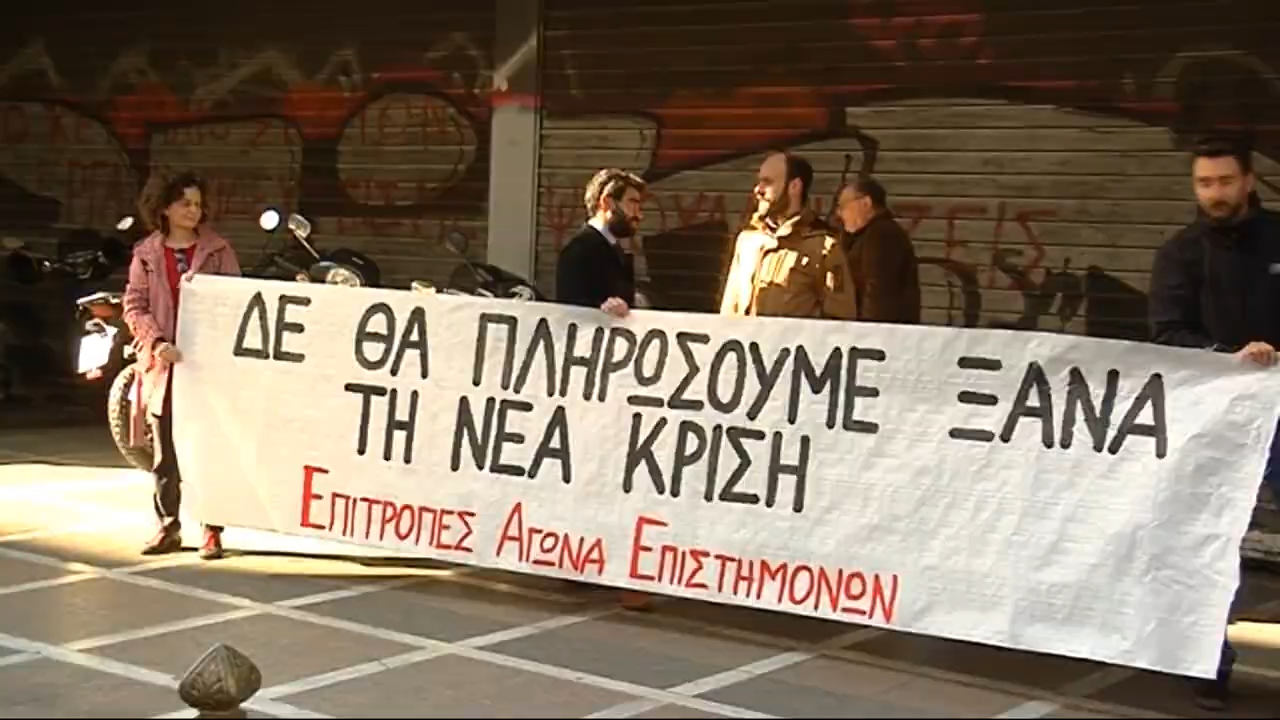 ΔΕ ΘΑ ΠΛΗΡΩΣΟΥΜΕ ΞΑΝΑ
ΤΗ ΝΕΑ ΚΡΙΣΗ
ΕΠΙΤΡΟΠΕΣ ΑΓΩΝΑ ΕΠΙΣΤΗΜΟΝΩΝ